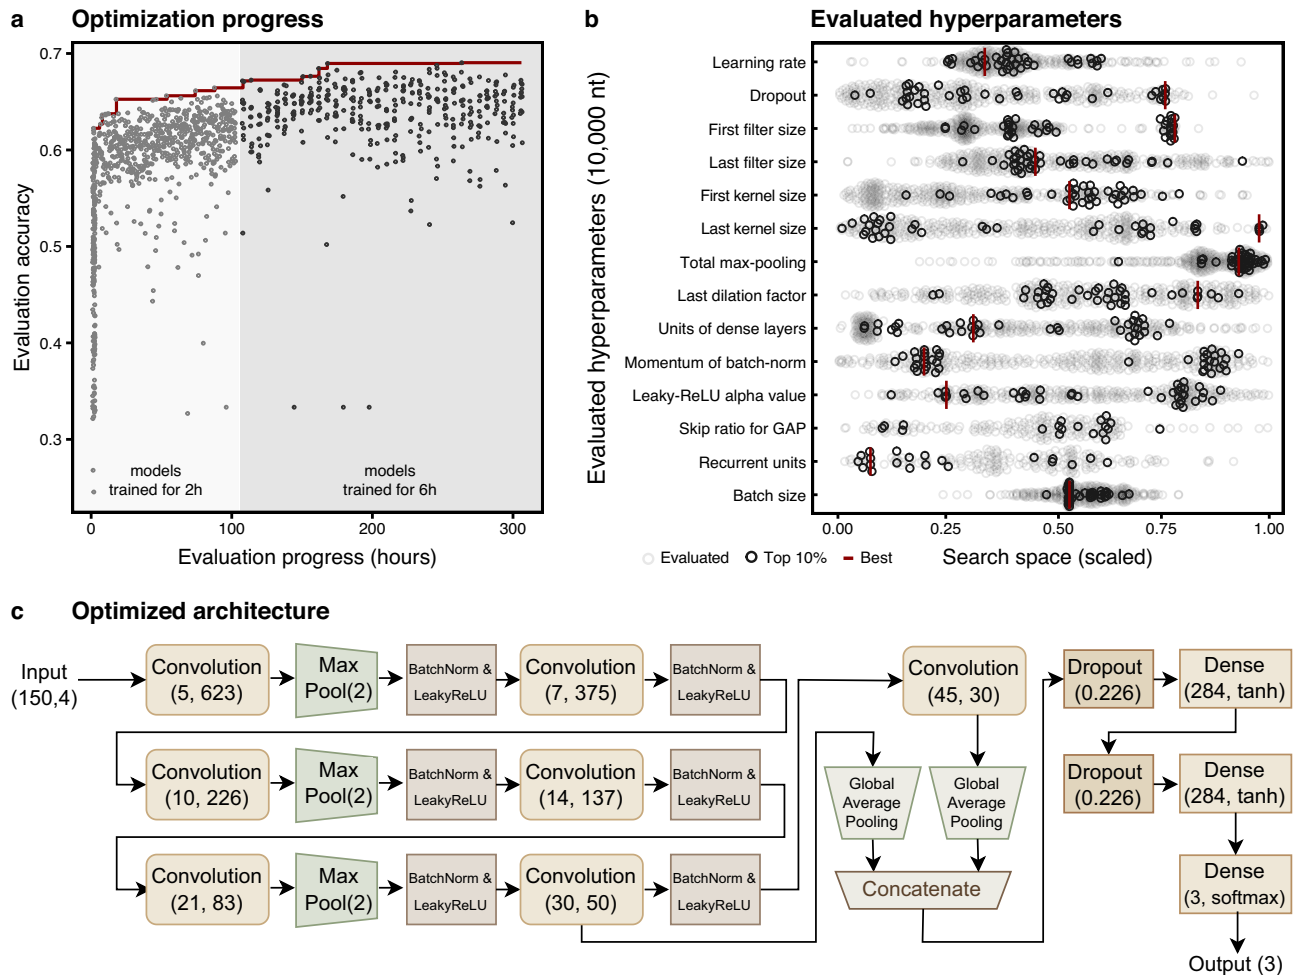 a Optimization progress
Evaluation accuracy
0.7
0.6
0.5
0.4
0.3
models
trained for 2h
models
trained for 6h
0
100
200
300
Evaluation progress (hours)
b Evaluated hyperparameters
Evaluated hyperparameters (10,000 nt)
Learning rate
Dropout
First filter size
Last filter size
First kernel size
Last kernel size
Total max-pooling
Last dilation factor
Units of dense layers
Momentum of batch-norm
Leaky-ReLU alpha value
Skip ratio for GAP
Recurrent units
Batch size
0.00
0.25
0.50
0.75
1.00
Evaluated
Top 10%
Best
Search space (scaled)
c Optimized architecture
Input
(150,4)
Convolution
(5, 623)
Max
Pool(2)
BatchNorm &
LeakyReLU
Convolution
(7, 375)
BatchNorm &
LeakyReLU
Convolution
(10, 226)
Max
Pool(2)
BatchNorm &
LeakyReLU
Convolution
(14, 137)
BatchNorm &
LeakyReLU
Convolution
(21, 83)
Max
Pool(2)
BatchNorm &
LeakyReLU
Convolution
(30, 50)
BatchNorm &
LeakyReLU
Convolution
(45, 30)
Global
Average
Pooling
Global
Average
Pooling
Concatenate
Dropout
(0.226)
Dense
(284, tanh)
Dropout
(0.226)
Dense
(284, tanh)
Dense
(3, softmax)
Output (3)